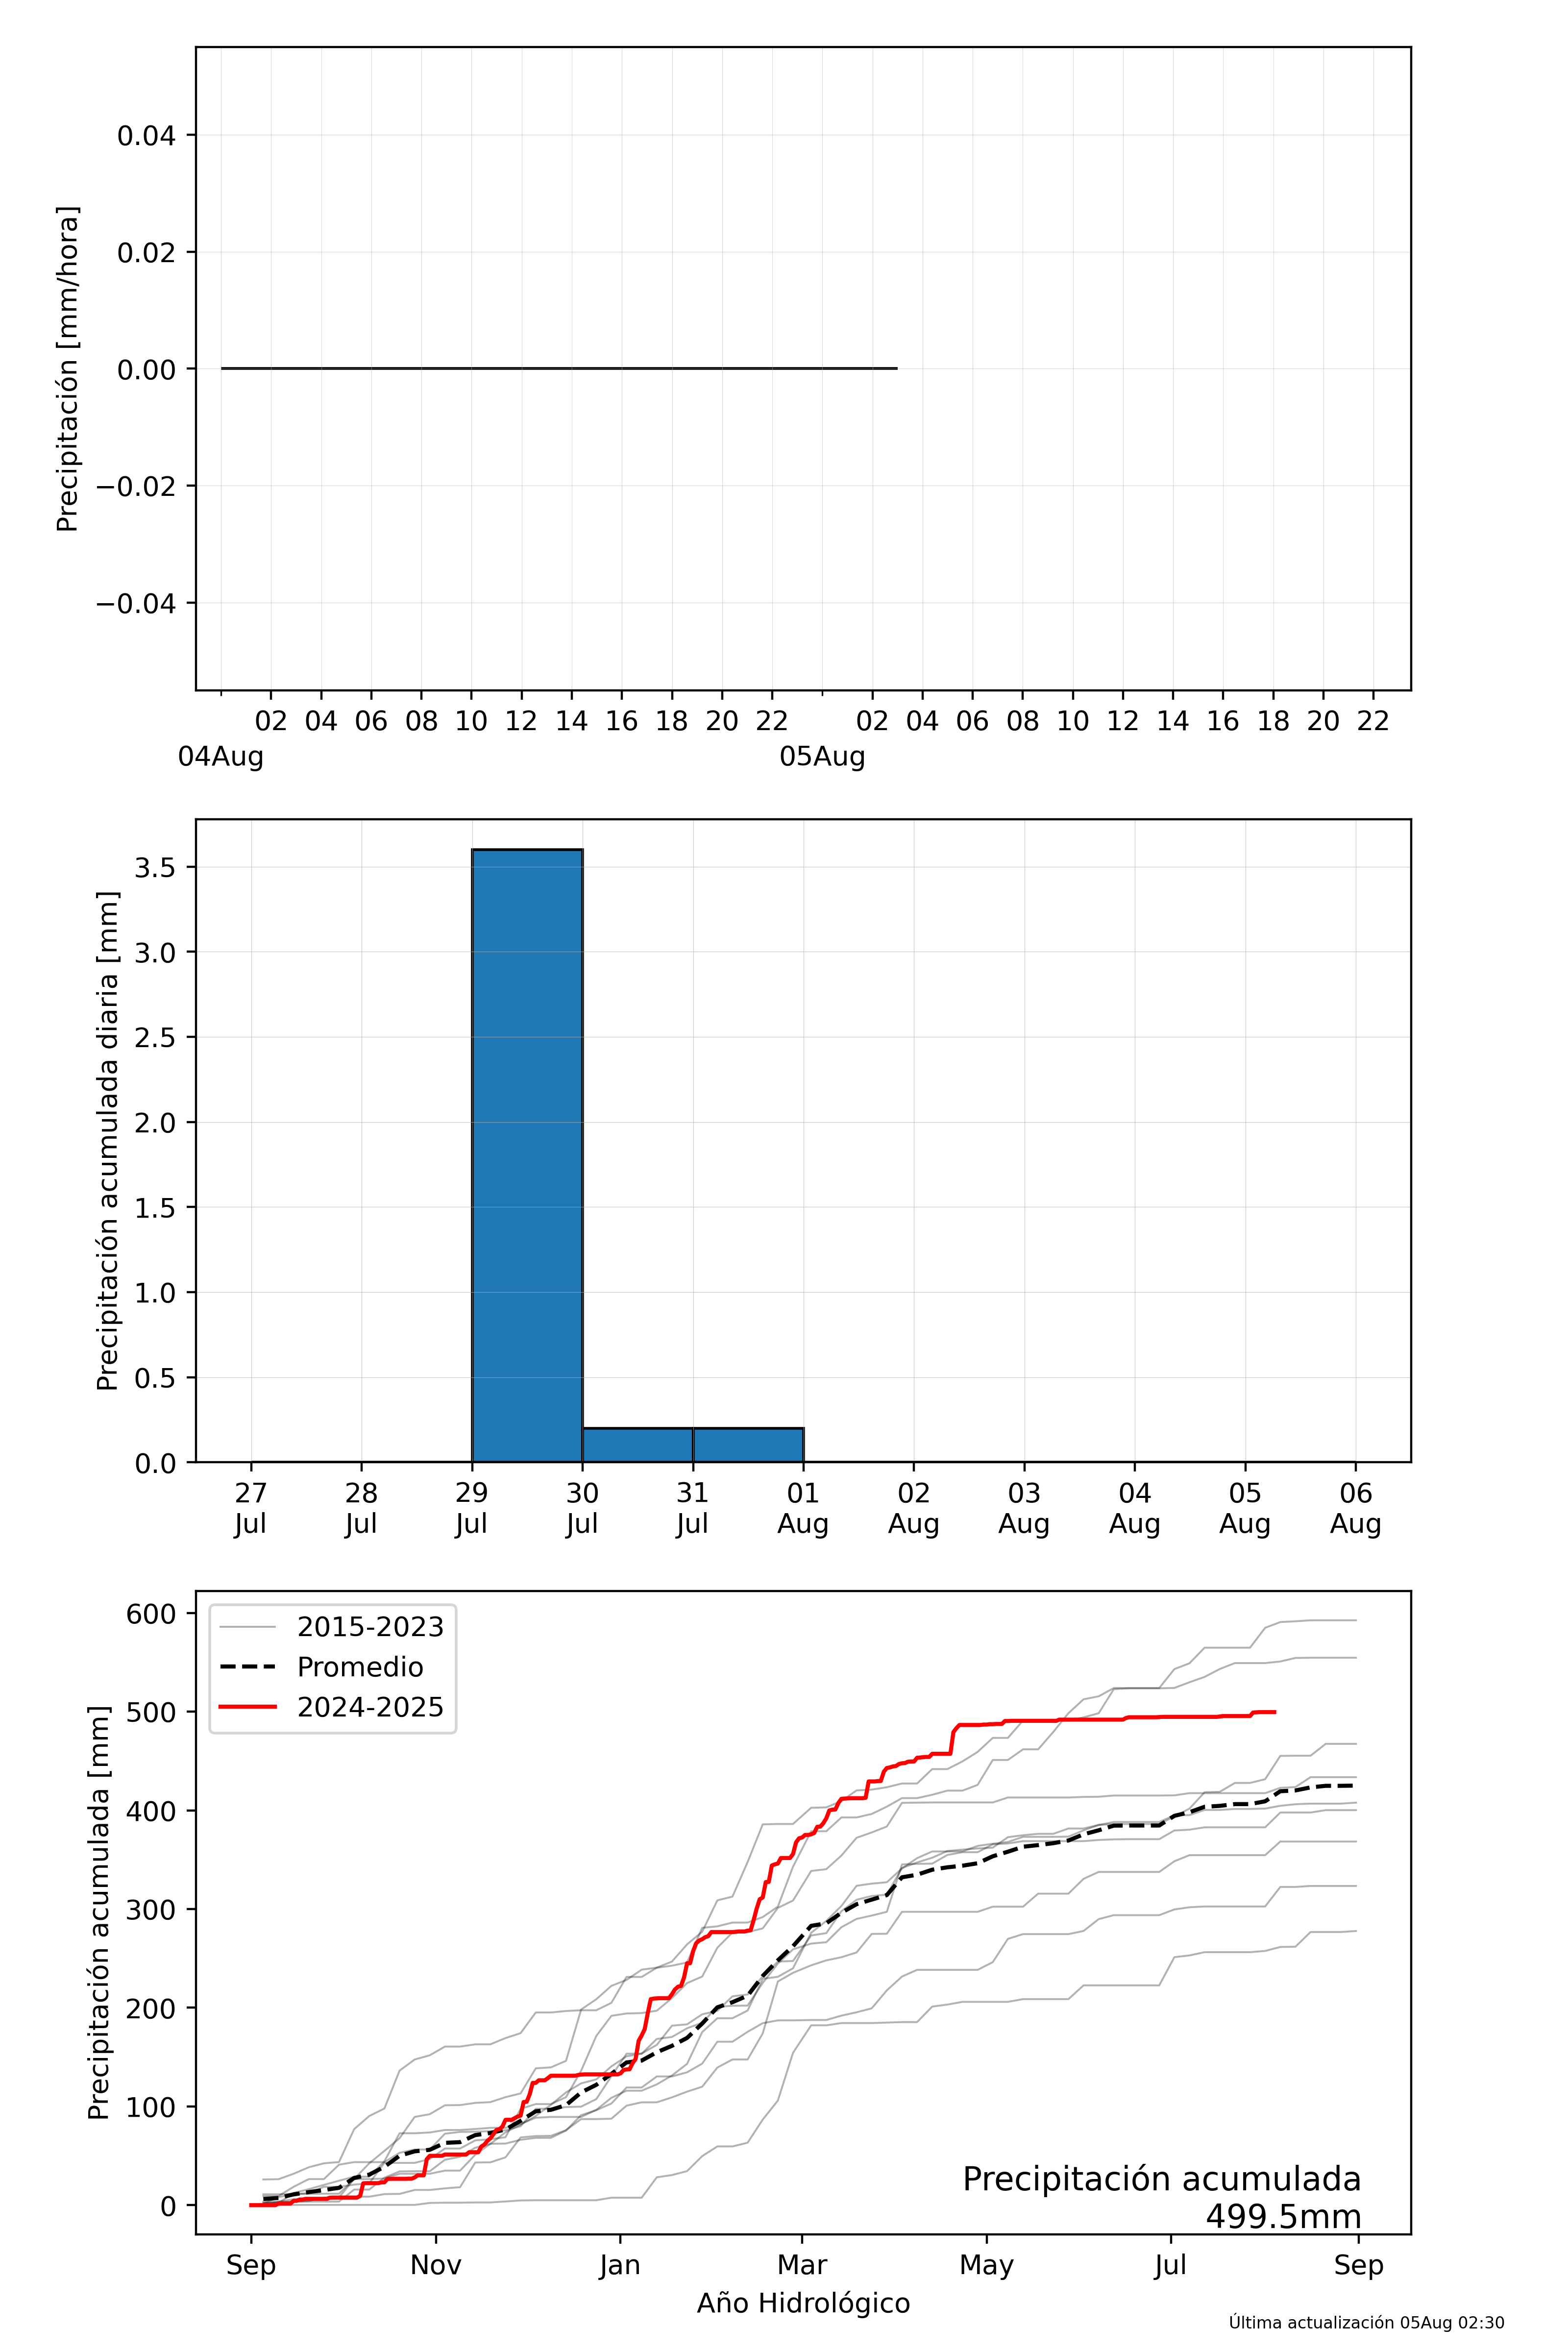 Precipitación [mm/hora]
0.04
0.02
0.00
−0.02
−0.04
02 04 06 08 10 12 14 16 18 20 22 02 04 06 08 10 12 14 16 18 20 22
04Aug 05Aug
Precipitación acumulada diaria [mm]
3.5
3.0
2.5
2.0
1.5
1.0
0.5
0.0
27 28 29 30 31 01 02 03 04 05 06
Jul Jul Jul Jul Jul Aug Aug Aug Aug Aug Aug
Precipitación acumulada [mm]
600
500
400
300
200
100
0
2015-2023
Promedio
2024-2025
Precipitación acumulada
499.5mm
Sep Nov Jan Mar May Jul Sep
Año Hidrológico
Última actualización 05Aug 02:30